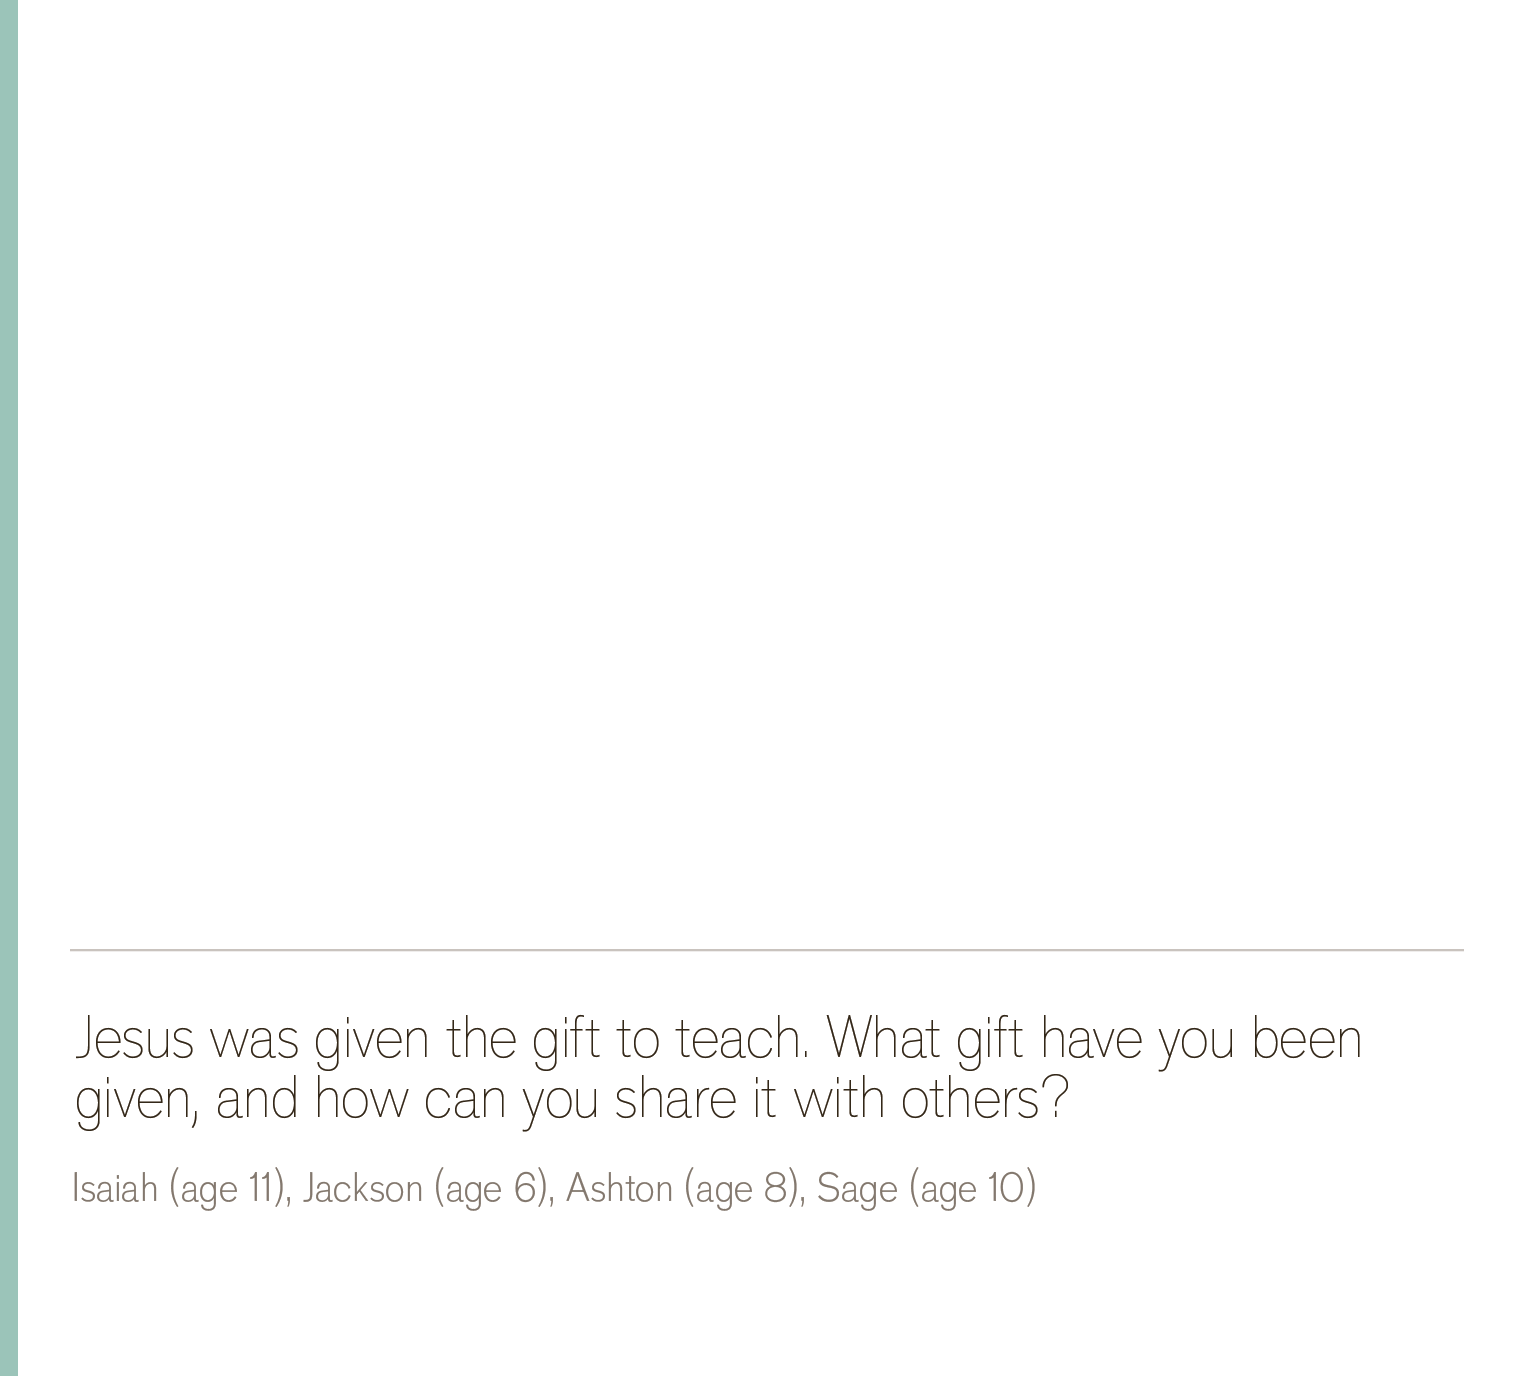 Jesus was given the gift to teach. What gift have you been
given, and how can you share it with others?
Isaiah (age 11), Jackson (age 6), Ashton (age 8), Sage (age 10)